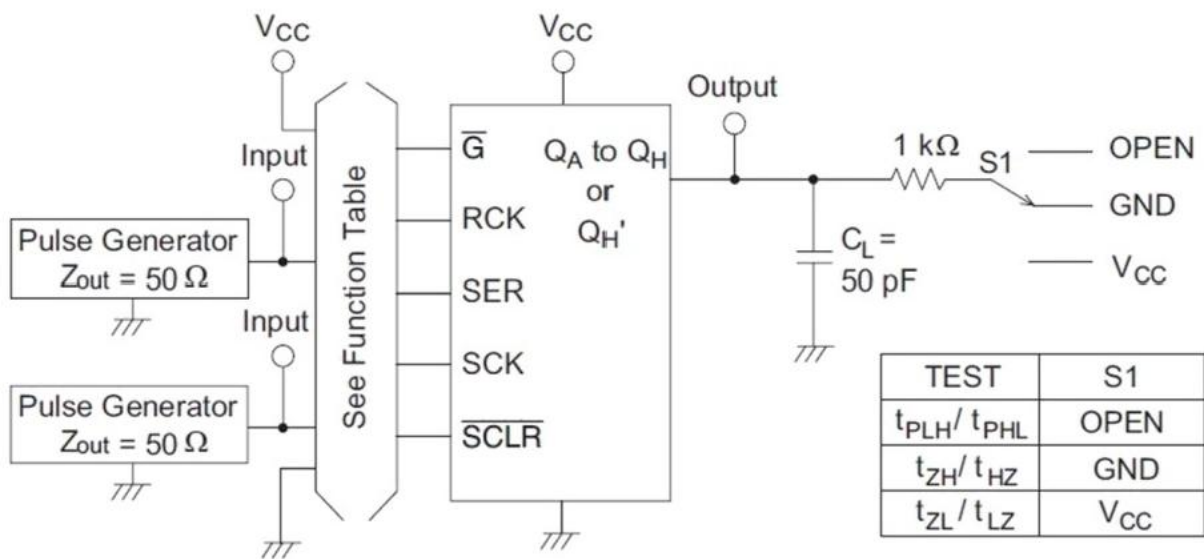 VCC
VCC
Output
Input
G̅
QA to QH
or
QH'
1 kΩ
S1
OPEN
GND
VCC
RCK
Pulse Generator
Zout = 50 Ω
See Function Table
SER
CL =
50 pF
Input
SCK
Pulse Generator
Zout = 50 Ω
S̅C̅L̅R̅
TEST S1
tPLH / tPHL OPEN
tZH / tHZ GND
tZL / tLZ VCC